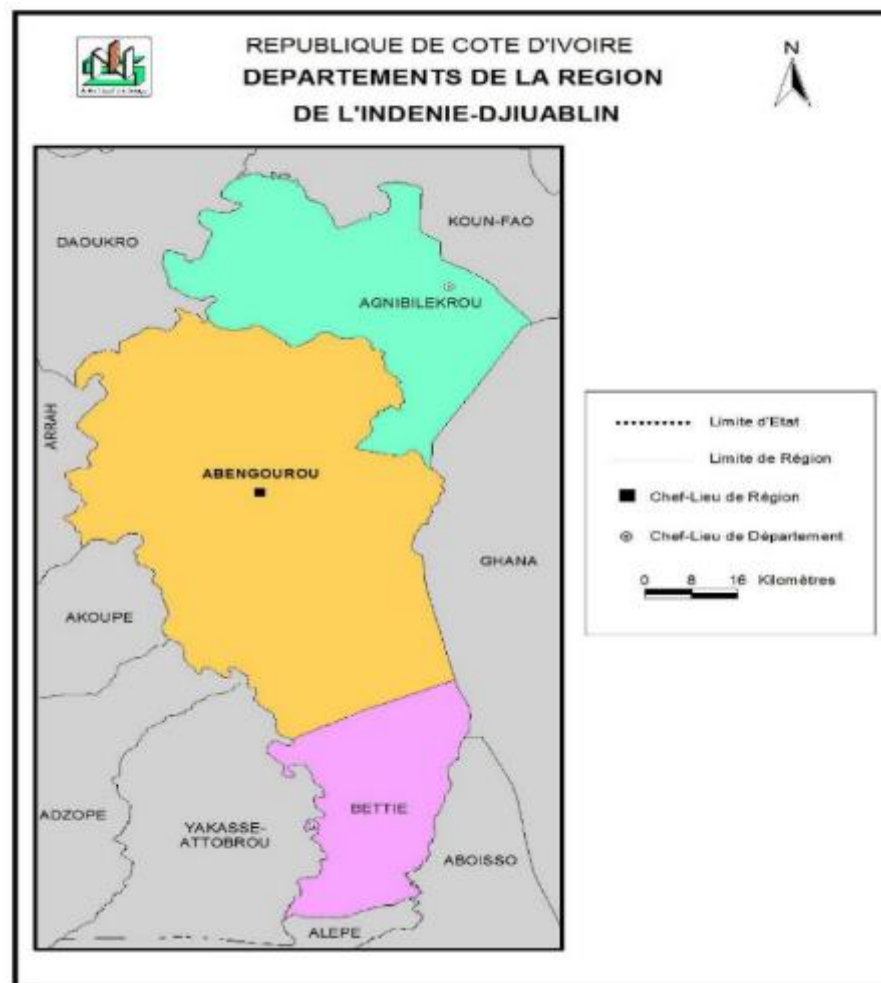 REPUBLIQUE DE COTE D'IVOIRE
DEPARTEMENTS DE LA REGION
DE L'INDENIE-DJIUABLIN
N
DAOUKRO
KOUN-FAO
AGNIBILEKROU
ARRAH
ABENGOUROU
GHANA
AKOUPE
ADZOPE
YAKASSE-
ATTOBROU
BETTIE
ABOISSO
ALEPE
Limite d'Etat
Limite de Région
Chef-Lieu de Région
Chef-Lieu de Département
0 8 16 Kilomètres